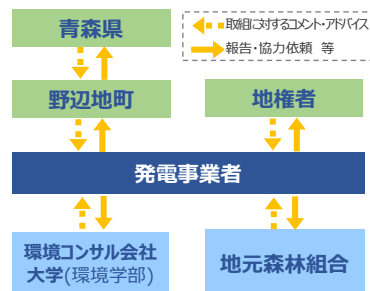 青森県
取組に対するコメント・アドバイス
報告・協力依頼 等
野辺地町
地権者
発電事業者
環境コンサル会社
大学(環境学部)
地元森林組合